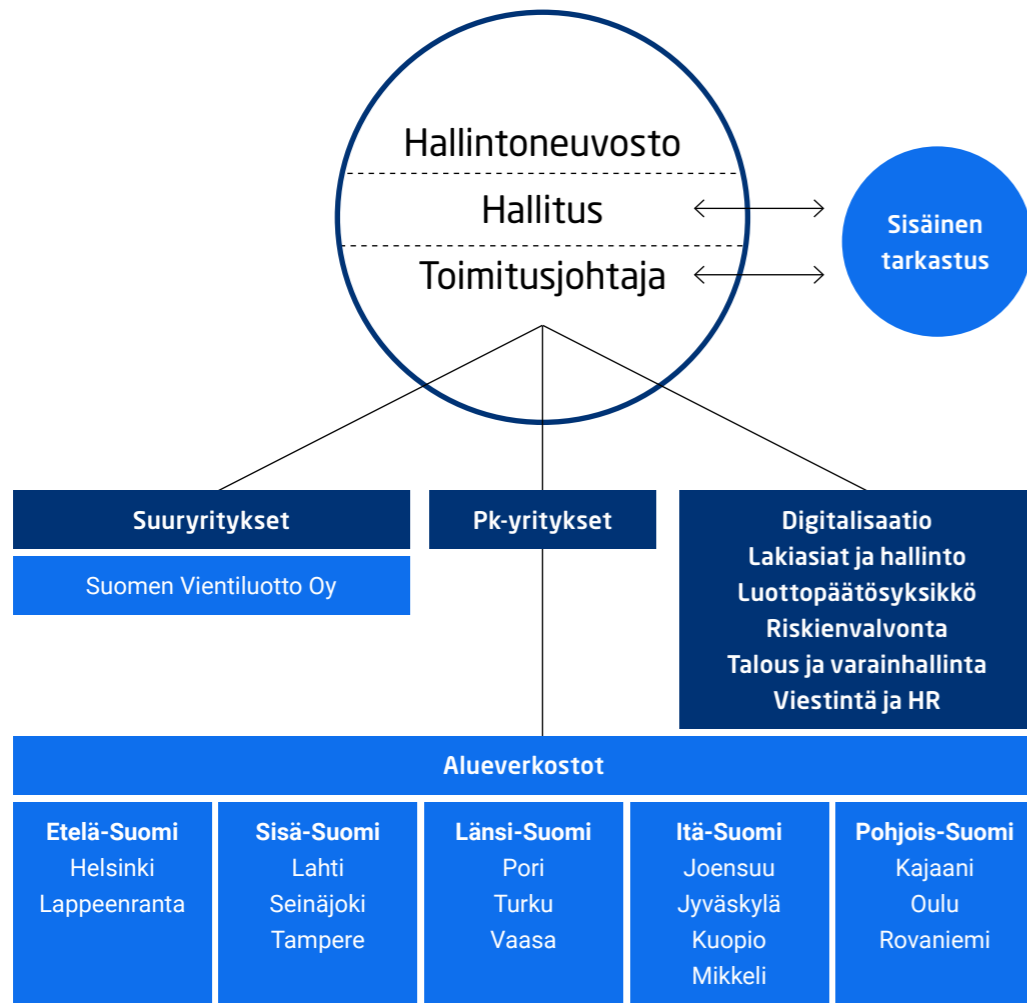 Hallintoneuvosto
Hallitus
Toimitusjohtaja
Sisäinen
tarkastus
Suuryritykset
Suomen Vientiluotto Oy
Pk-yritykset
Digitalisaatio
Lakiasiat ja hallinto
Luottopäätösyksikkö
Riskienvalvonta
Talous ja varainhallinta
Viestintä ja HR
Alueverkostot
Etelä-Suomi
Helsinki
Lappeenranta
Sisä-Suomi
Lahti
Seinäjoki
Tampere
Länsi-Suomi
Pori
Turku
Vaasa
Itä-Suomi
Joensuu
Jyväskylä
Kuopio
Mikkeli
Pohjois-Suomi
Kajaani
Oulu
Rovaniemi